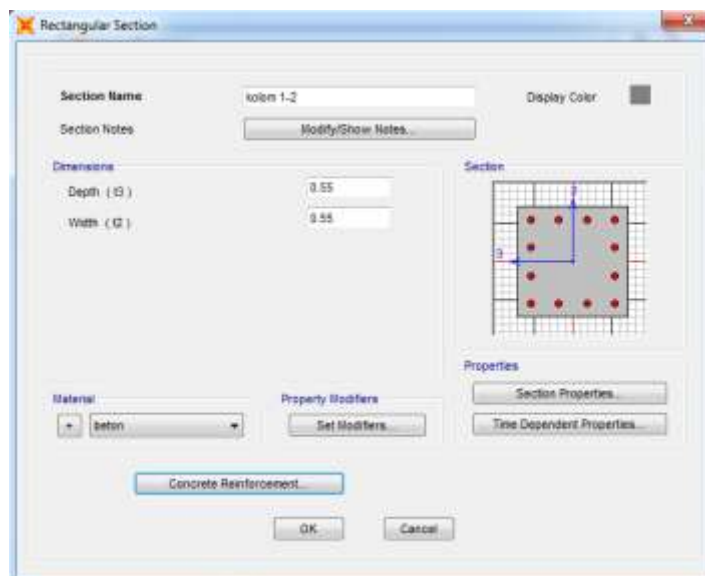 Rectangular Section
Section Name
kolom 1-2
Display Color
Section Notes
Modify/Show Notes...
Dimensions
Depth ( t3 )
0.55
Width ( t2 )
0.55
Section
2
3
Properties
Section Properties...
Time Dependent Properties...
Material
+
beton
Property Modifiers
Set Modifiers...
Concrete Reinforcement...
OK
Cancel